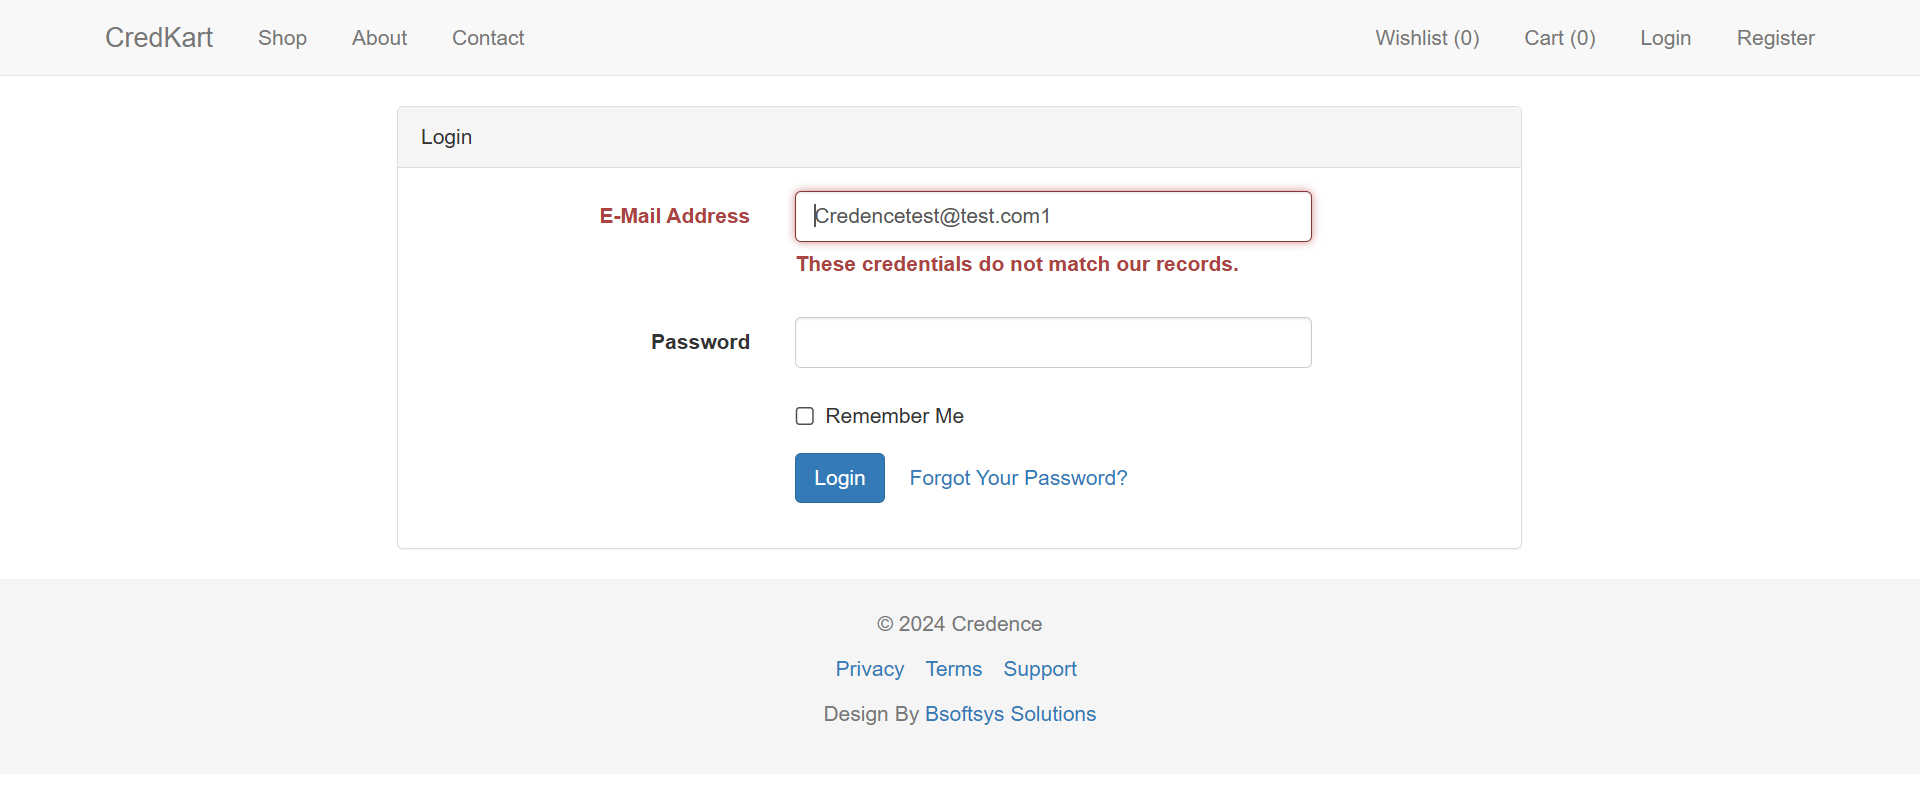 CredKart Shop About Contact Wishlist (0) Cart (0) Login Register
Login
E-Mail Address Credencetest@test.com1
These credentials do not match our records.
Password
Remember Me
Login Forgot Your Password?
© 2024 Credence
Privacy Terms Support
Design By Bsoftsys Solutions